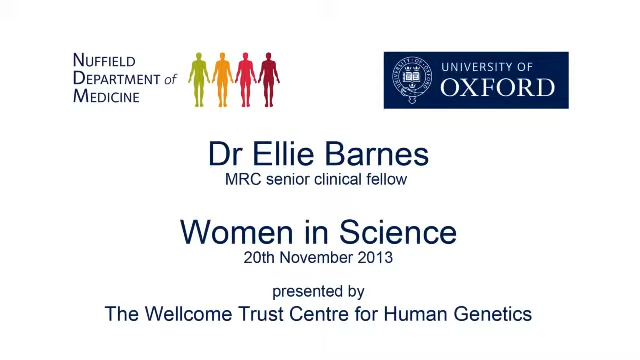 NUFFIELD
DEPARTMENT of
MEDICINE
UNIVERSITY OF
OXFORD
Dr Ellie Barnes
MRC senior clinical fellow
Women in Science
20th November 2013
presented by
The Wellcome Trust Centre for Human Genetics